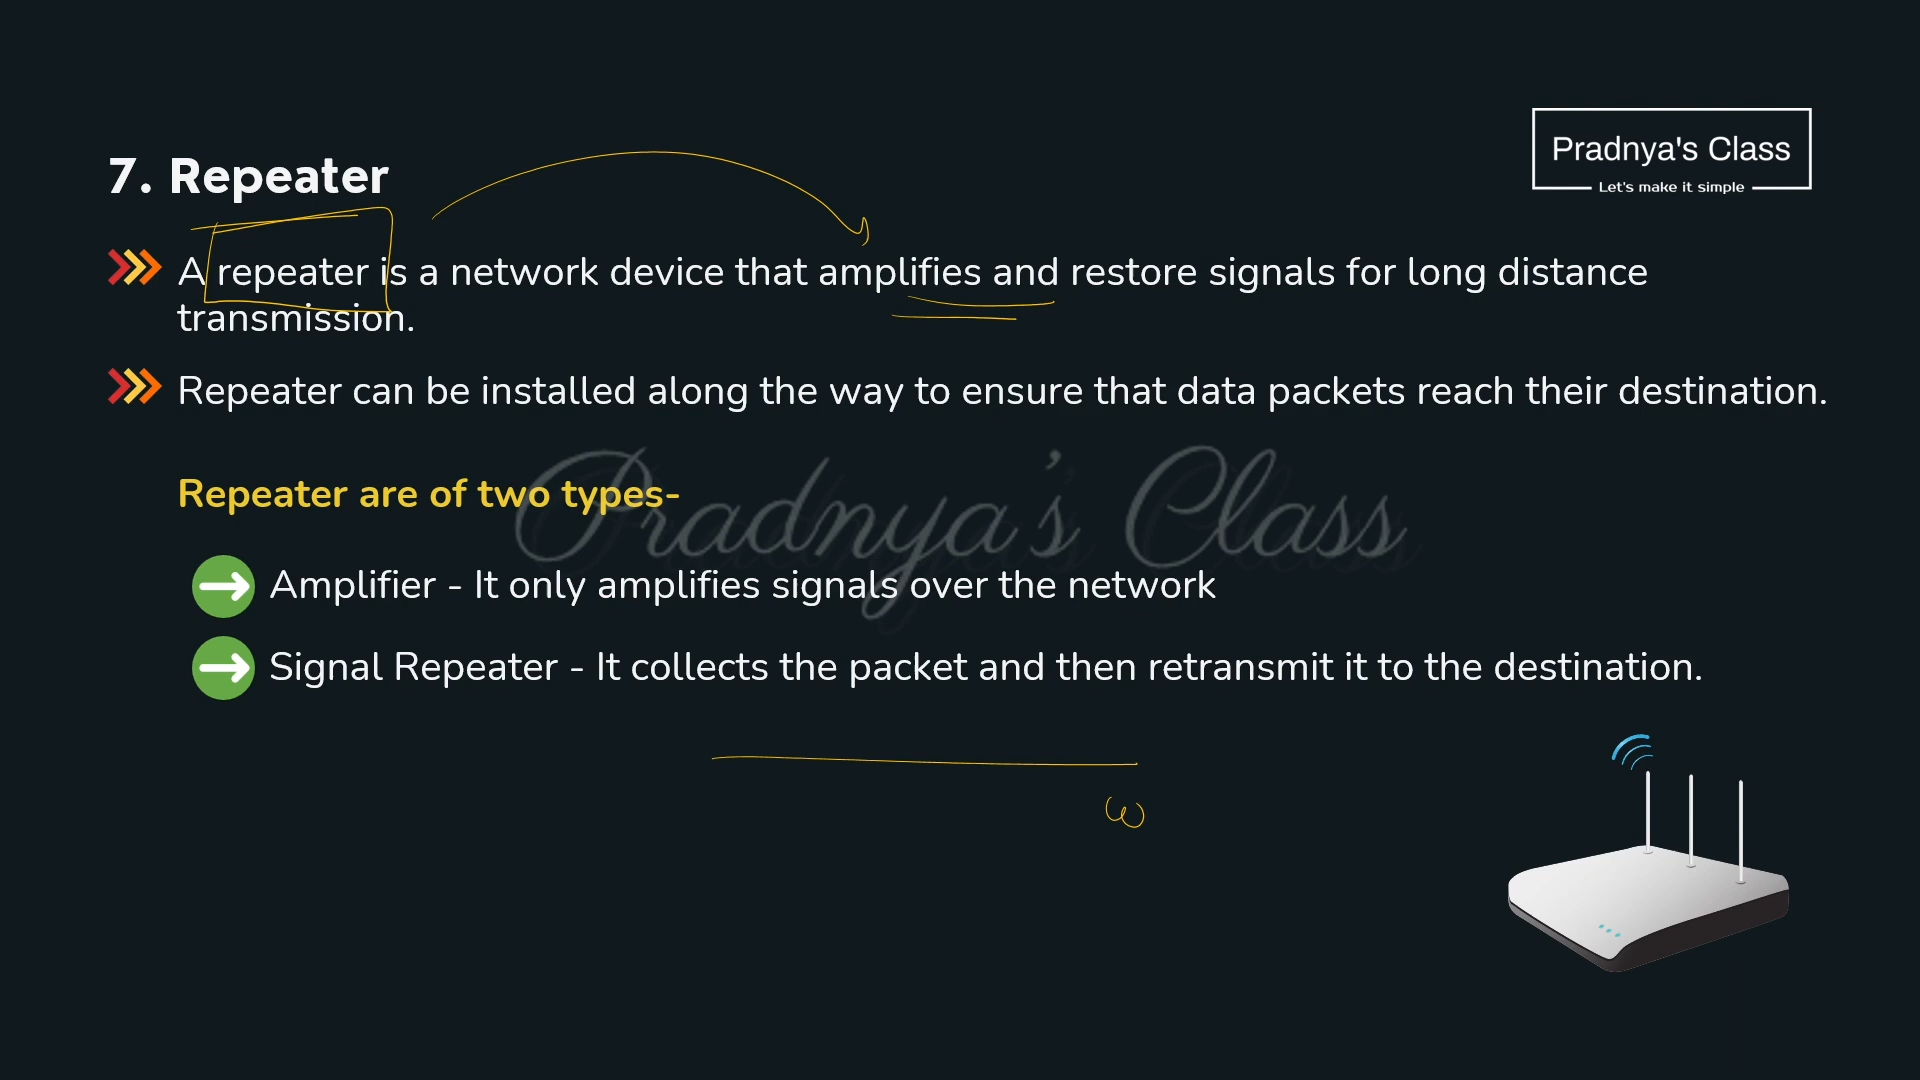 Pradnya's Class
Let's make it simple
7. Repeater
A repeater is a network device that amplifies and restore signals for long distance
transmission.
Repeater can be installed along the way to ensure that data packets reach their destination.
Pradnya's Class
Repeater are of two types-
Amplifier - It only amplifies signals over the network
Signal Repeater - It collects the packet and then retransmit it to the destination.